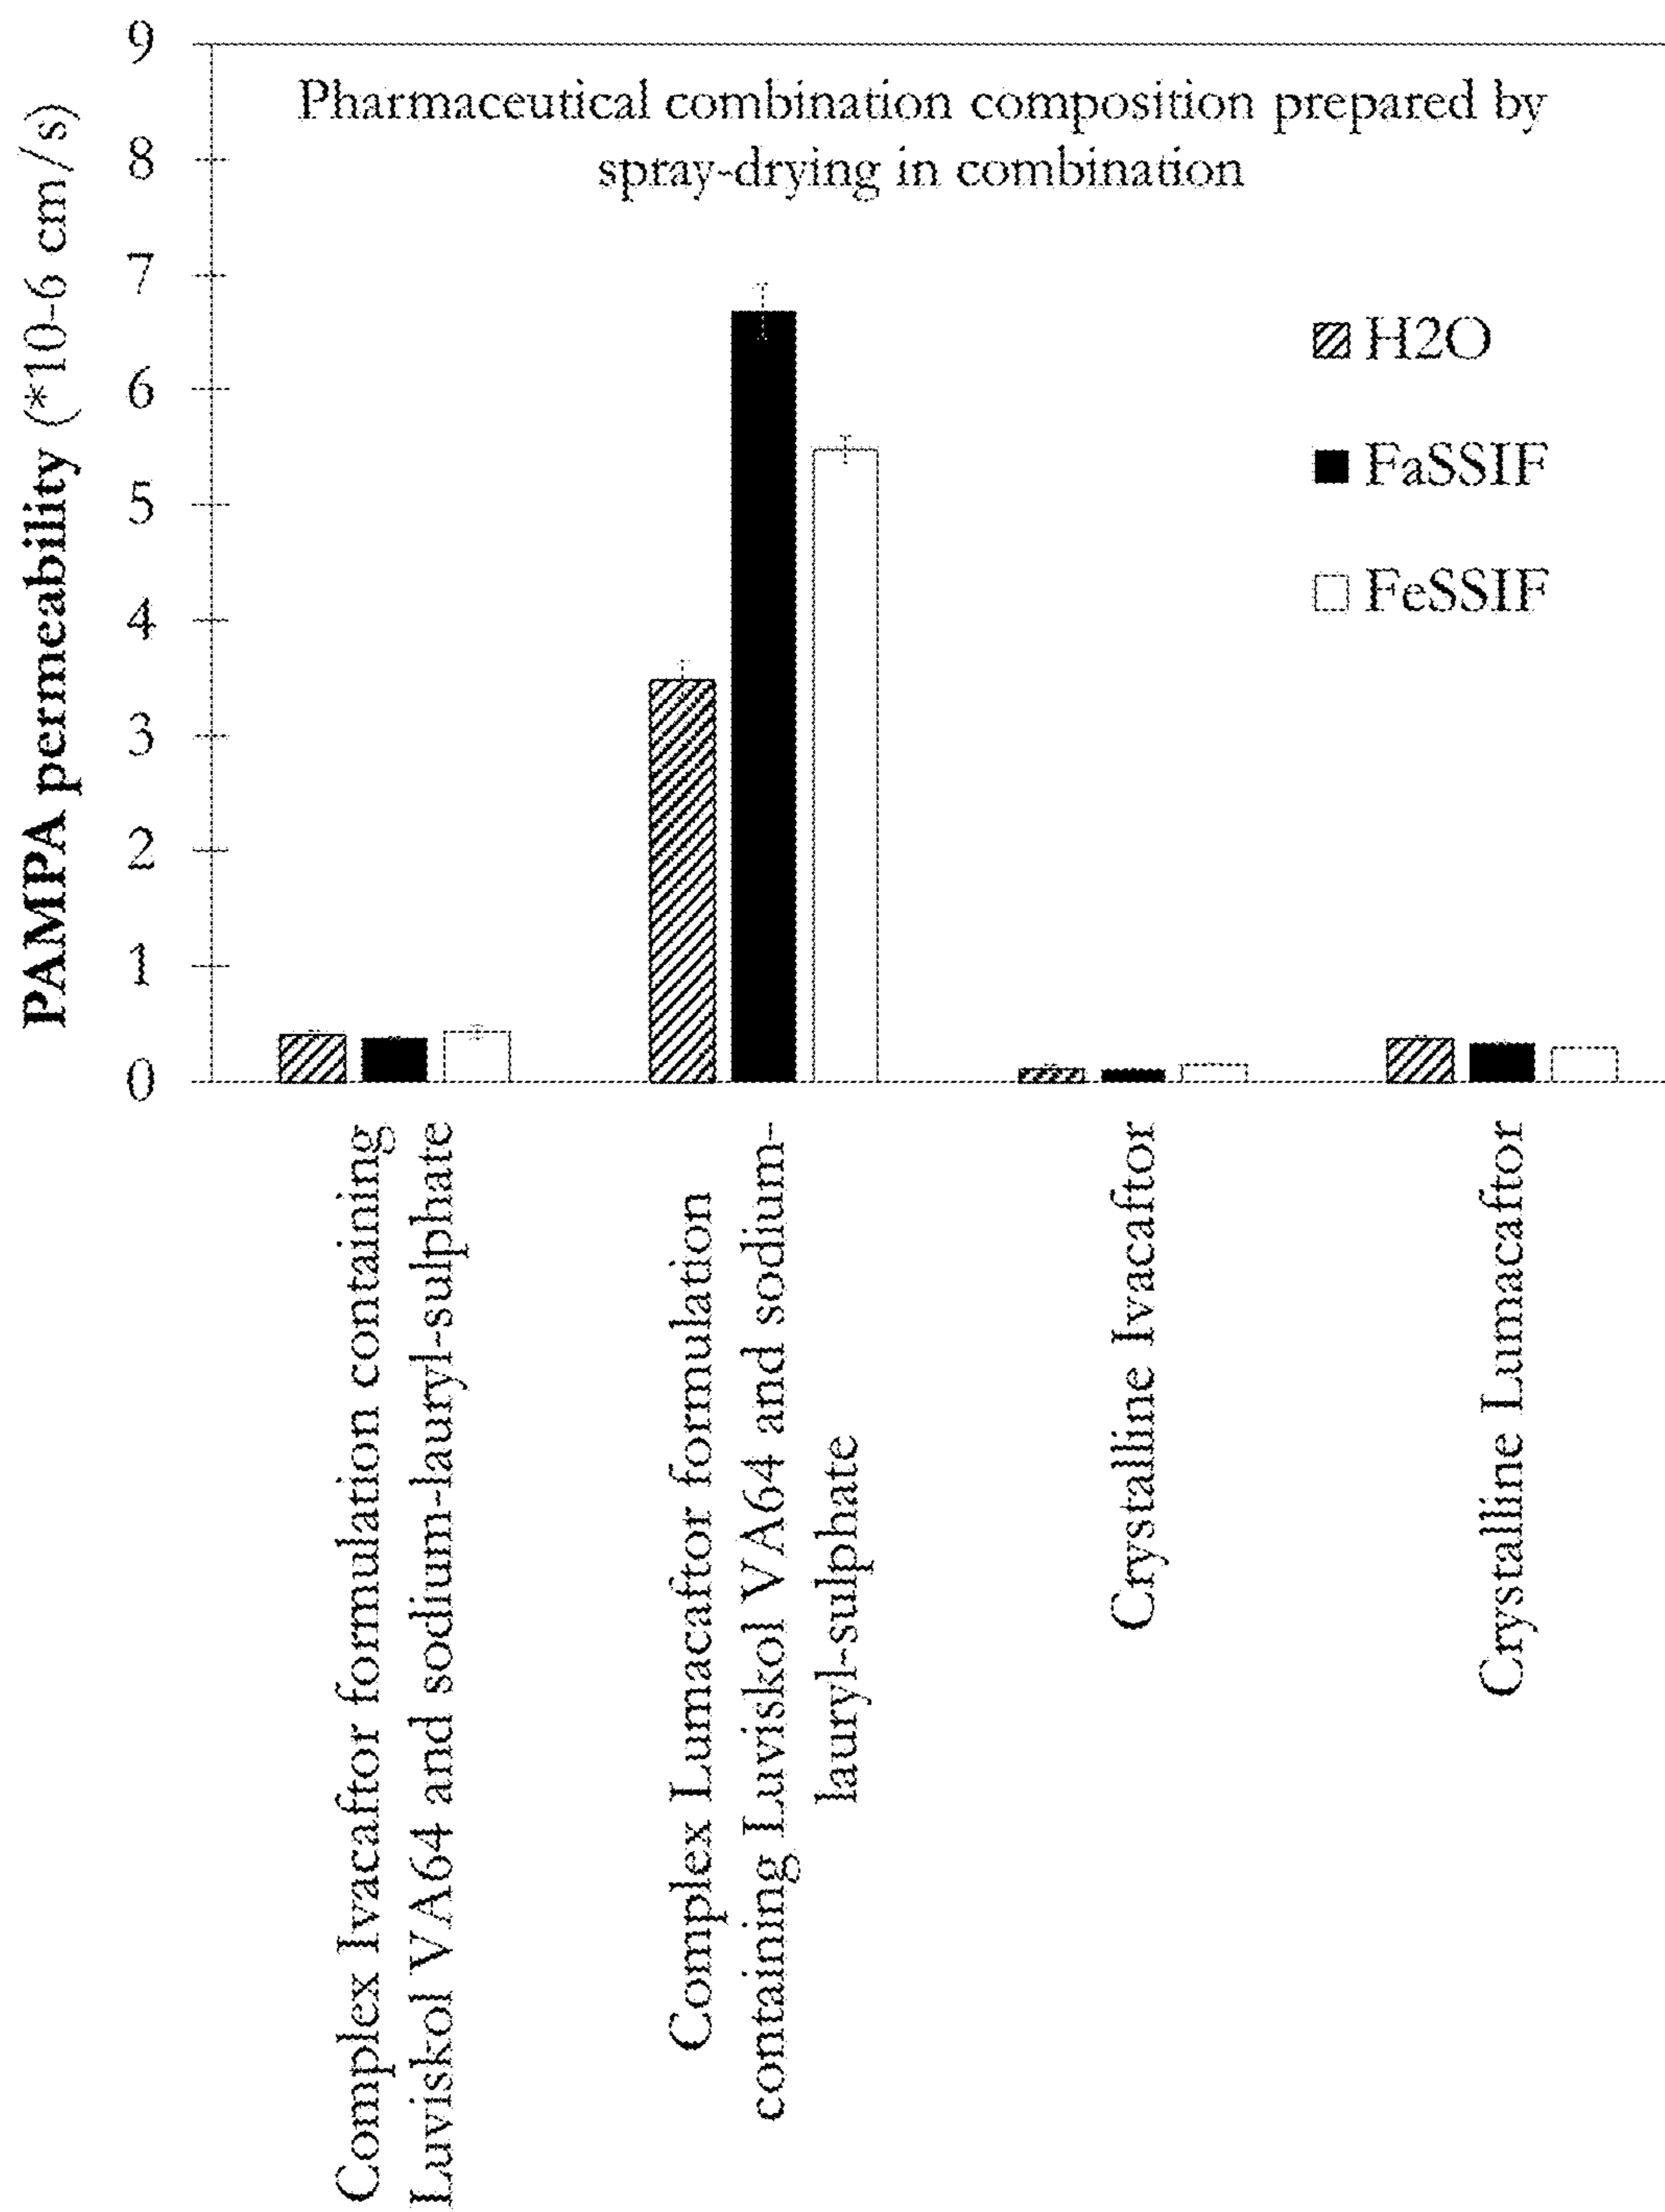 Pharmaceutical combination composition prepared by
spray-drying in combination
PAMPA permeability (*10-6 cm/s)
9
8
7
6
5
4
3
2
1
0
H2O
FaSSIF
FeSSIF
Complex Ivacaftor formulation containing
Luviskol VA64 and sodium-lauryl-sulphate
Complex Lumacaftor formulation
containing Luviskol VA64 and sodium-
lauryl-sulphate
Crystalline Ivacaftor
Crystalline Lumacaftor